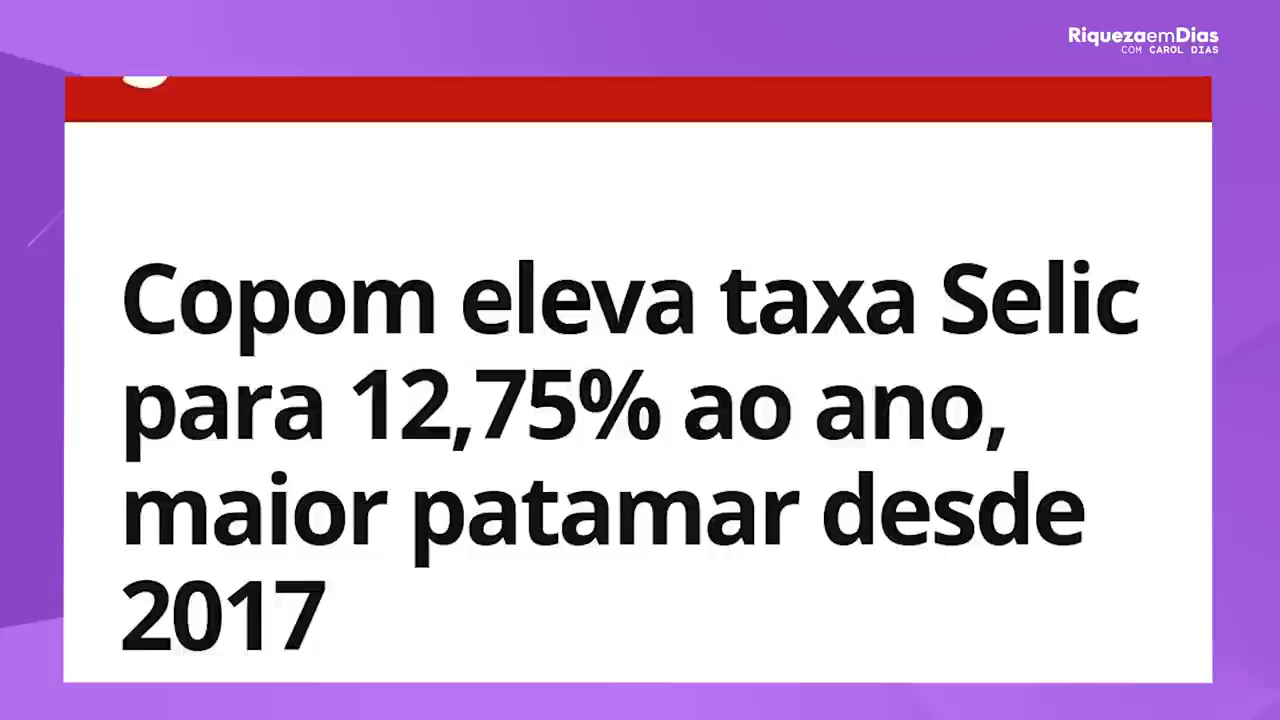 RiquezaemDias
COM CAROL DIAS
Copom eleva taxa Selic
para 12,75% ao ano,
maior patamar desde
2017